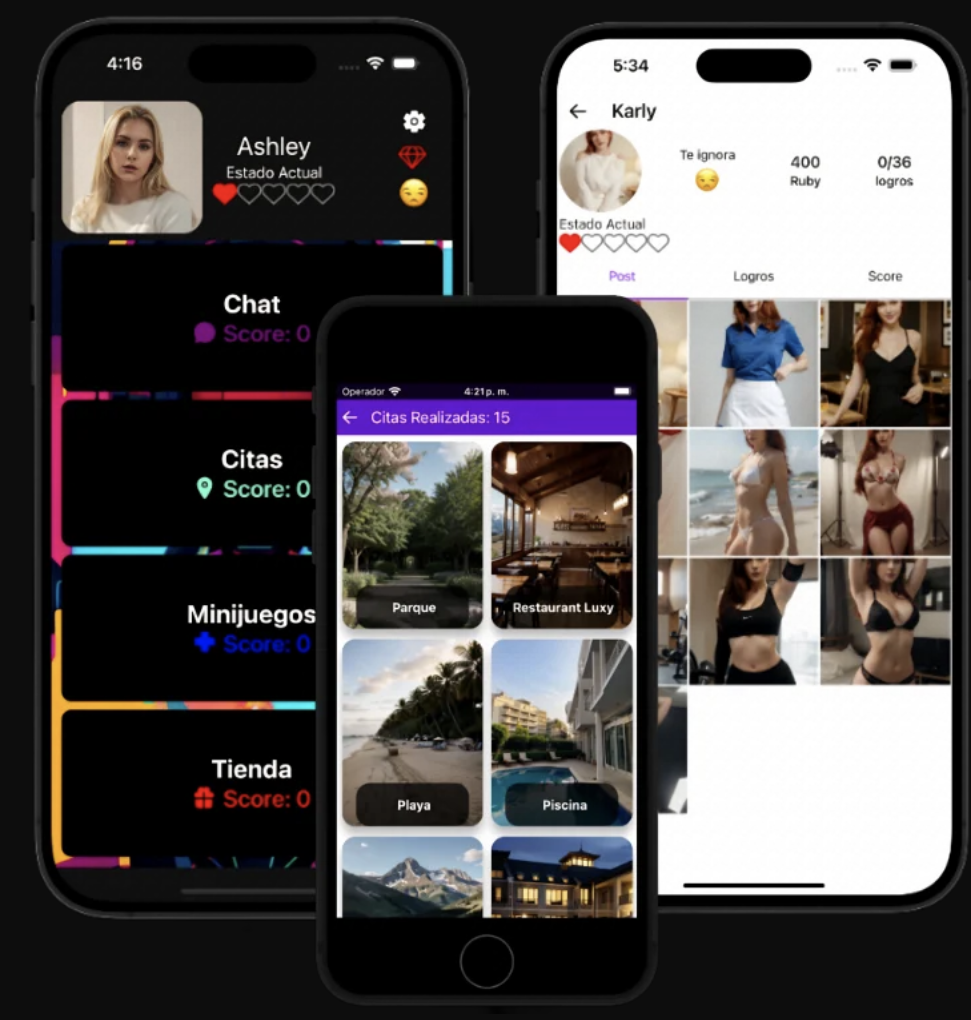 4:16
Ashley
Estado Actual
Chat
Score: 0
Citas
Score: 0
Minijuegos
Score: 0
Tienda
Score: 0
Operador
4:21 p. m.
Citas Realizadas: 15
Parque
Restaurant Luxy
Playa
Piscina
5:34
Karly
Te ignora
400
Ruby
0/36
logros
Estado Actual
Post
Logros
Score